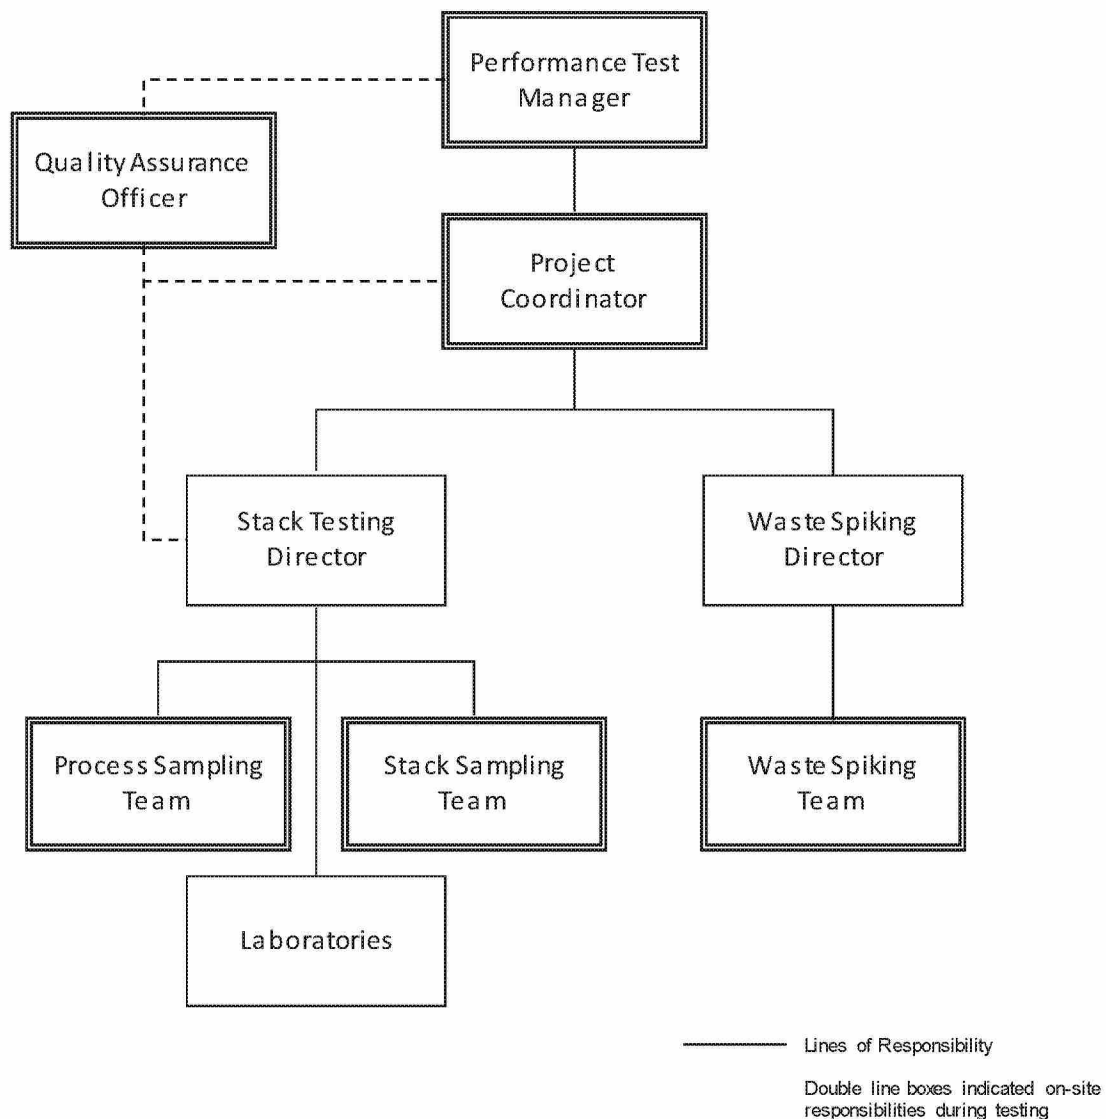 Performance Test
Manager
Quality Assurance
Officer
Project
Coordinator
Stack Testing
Director
Waste Spiking
Director
Process Sampling
Team
Stack Sampling
Team
Waste Spiking
Team
Laboratories
Lines of Responsibility
Double line boxes indicated on-site
responsibilities during testing